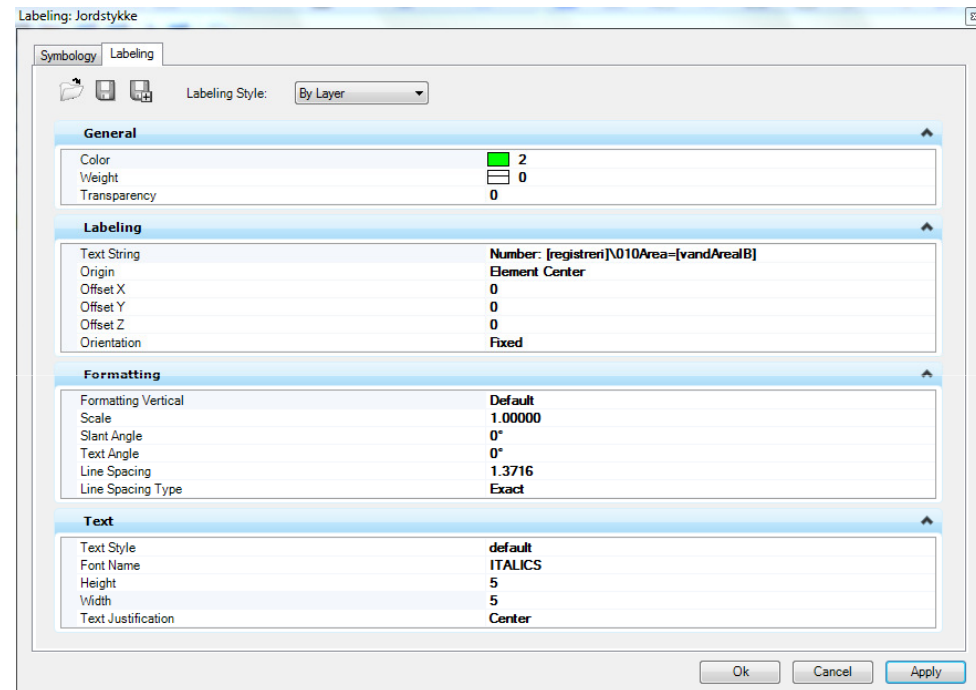 Labeling: Jordstykke
Symbology Labeling
Labeling Style: By Layer
General
Color 2
Weight 0
Transparency 0
Labeling
Text String Number: [registreri]\010Area=[vandArealB]
Origin Element Center
Offset X 0
Offset Y 0
Offset Z 0
Orientation Fixed
Formatting
Formatting Vertical Default
Scale 1.00000
Slant Angle 0°
Text Angle 0°
Line Spacing 1.3716
Line Spacing Type Exact
Text
Text Style default
Font Name ITALICS
Height 5
Width 5
Text Justification Center
Ok Cancel Apply